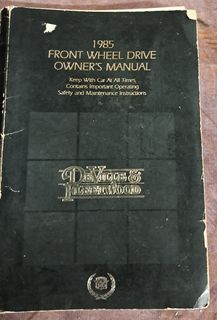 1985
FRONT WHEEL DRIVE
OWNER'S MANUAL
Keep With Car At All Times,
Contains Important Operating
Safety and Maintenance Instructions
DeVille &
Fleetwood